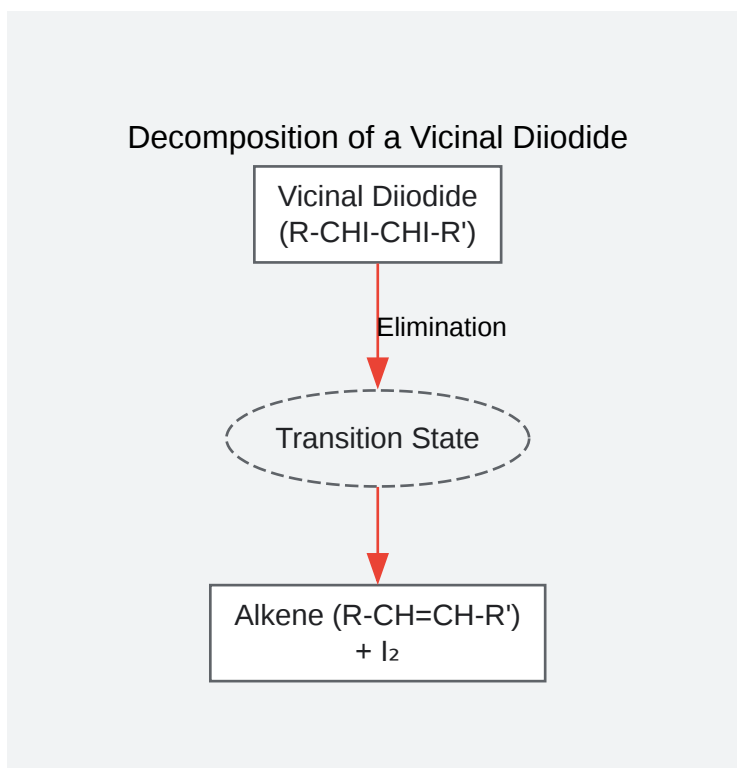 Decomposition of a Vicinal Diiodide
Vicinal Diiodide
(R-CHI-CHI-R')
Elimination
Transition State
Alkene (R-CH=CH-R')
+ I₂